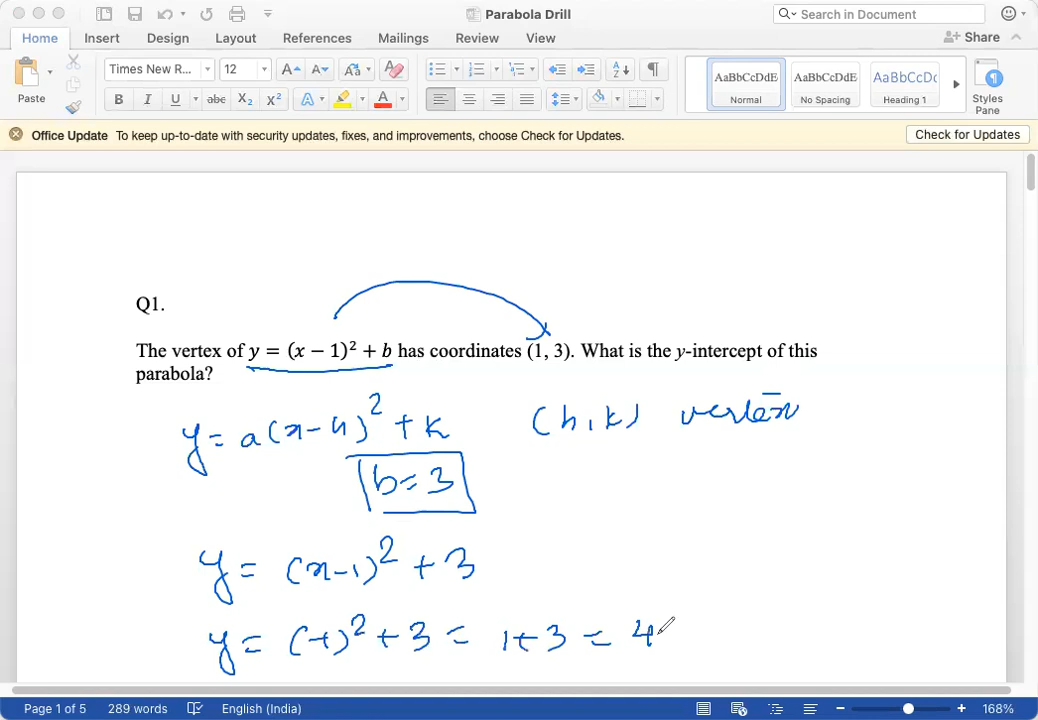 Parabola Drill
Search in Document
Home Insert Design Layout References Mailings Review View
Share
Paste
Times New R... 12
B I U abc X₂ X²
AaBbCcDdE AaBbCcDdE AaBbCcDc
Normal No Spacing Heading 1
Styles Pane
Office Update To keep up-to-date with security updates, fixes, and improvements, choose Check for Updates. Check for Updates
Q1.
The vertex of y = (x − 1)² + b has coordinates (1, 3). What is the y-intercept of this
parabola?
y = a(x-h)² + k (h, k) vertex
b = 3
y = (x-1)² + 3
y = (-1)² + 3 = 1+3 = 4
Page 1 of 5 289 words English (India) 168%